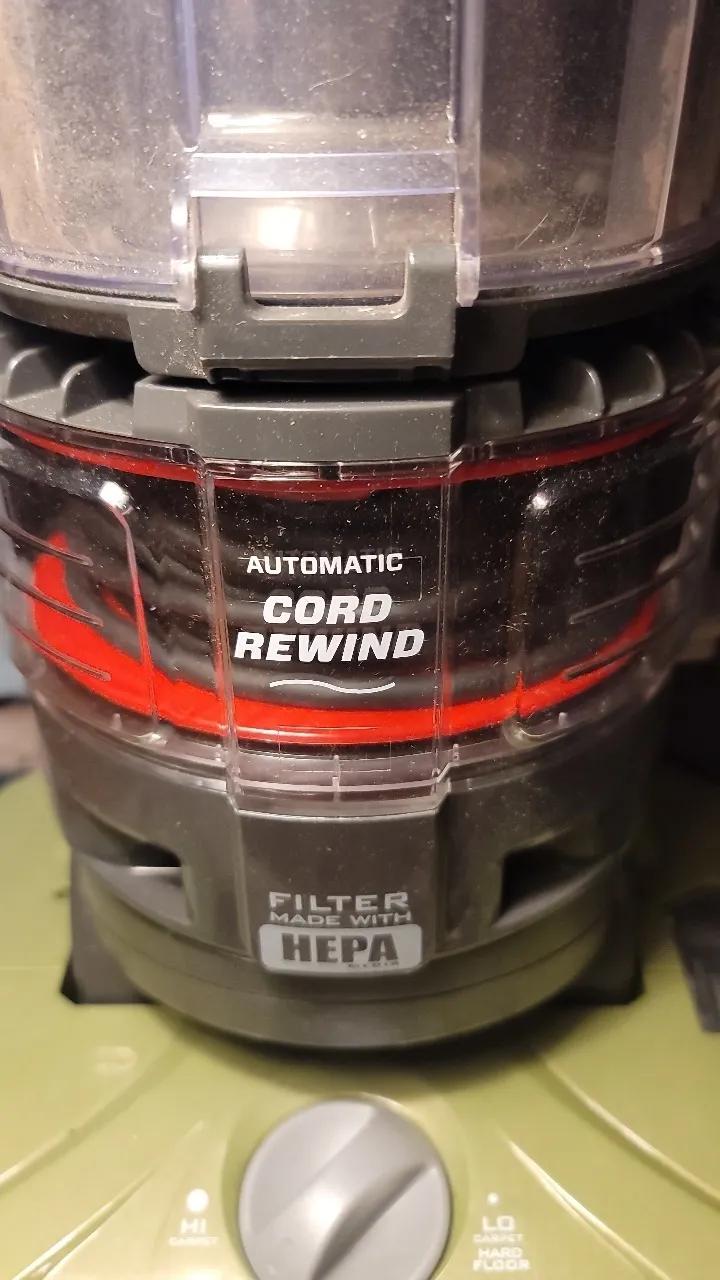 AUTOMATIC
CORD
REWIND
FILTER
MADE WITH
HEPA
HI
CARPET
LO
CARPET
HARD
FLOOR